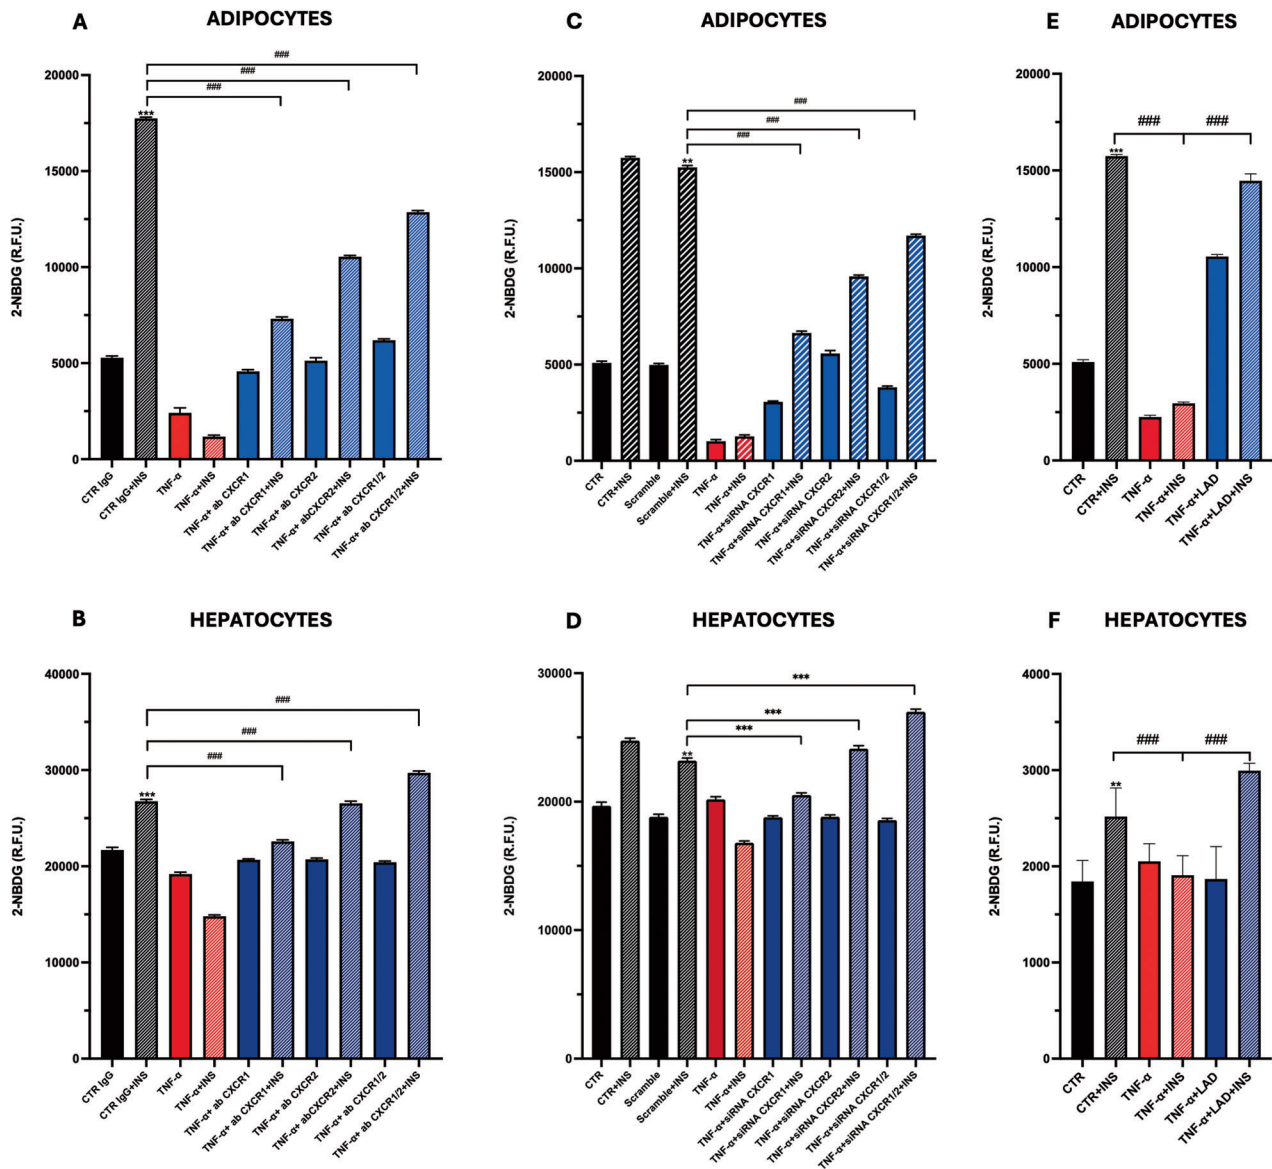 A
ADIPOCYTES
###
###
###
***
20000
15000
10000
5000
0
2-NBDG (R.F.U.)
CTR IgG
CTR IgG+INS
TNF-α
TNF-α+INS
TNF-α+ ab CXCR1
TNF-α+ ab CXCR1+INS
TNF-α+ ab CXCR2
TNF-α+ abCXCR2+INS
TNF-α+ ab CXCR1/2
TNF-α+ ab CXCR1/2+INS
C
ADIPOCYTES
###
###
###
**
20000
15000
10000
5000
0
2-NBDG (R.F.U.)
CTR
CTR+INS
Scramble
Scramble+INS
TNF-α
TNF-α+INS
TNF-α+siRNA CXCR1
TNF-α+siRNA CXCR1+INS
TNF-α+siRNA CXCR2
TNF-α+siRNA CXCR2+INS
TNF-α+siRNA CXCR1/2
TNF-α+siRNA CXCR1/2+INS
E
ADIPOCYTES
### ###
***
20000
15000
10000
5000
0
2-NBDG (R.F.U.)
CTR
CTR+INS
TNF-α
TNF-α+INS
TNF-α+LAD
TNF-α+LAD+INS
B
HEPATOCYTES
###
###
###
***
40000
30000
20000
10000
0
2-NBDG (R.F.U.)
CTR IgG
CTR IgG+INS
TNF-α
TNF-α+INS
TNF-α+ ab CXCR1
TNF-α+ ab CXCR1+INS
TNF-α+ ab CXCR2
TNF-α+ abCXCR2+INS
TNF-α+ ab CXCR1/2
TNF-α+ ab CXCR1/2+INS
D
HEPATOCYTES
***
***
***
**
30000
20000
10000
0
2-NBDG (R.F.U.)
CTR
CTR+INS
Scramble
Scramble+INS
TNF-α
TNF-α+INS
TNF-α+siRNA CXCR1
TNF-α+siRNA CXCR1+INS
TNF-α+siRNA CXCR2
TNF-α+siRNA CXCR2+INS
TNF-α+siRNA CXCR1/2
TNF-α+siRNA CXCR1/2+INS
F
HEPATOCYTES
### ###
**
4000
3000
2000
1000
0
2-NBDG (R.F.U.)
CTR
CTR+INS
TNF-α
TNF-α+INS
TNF-α+LAD
TNF-α+LAD+INS